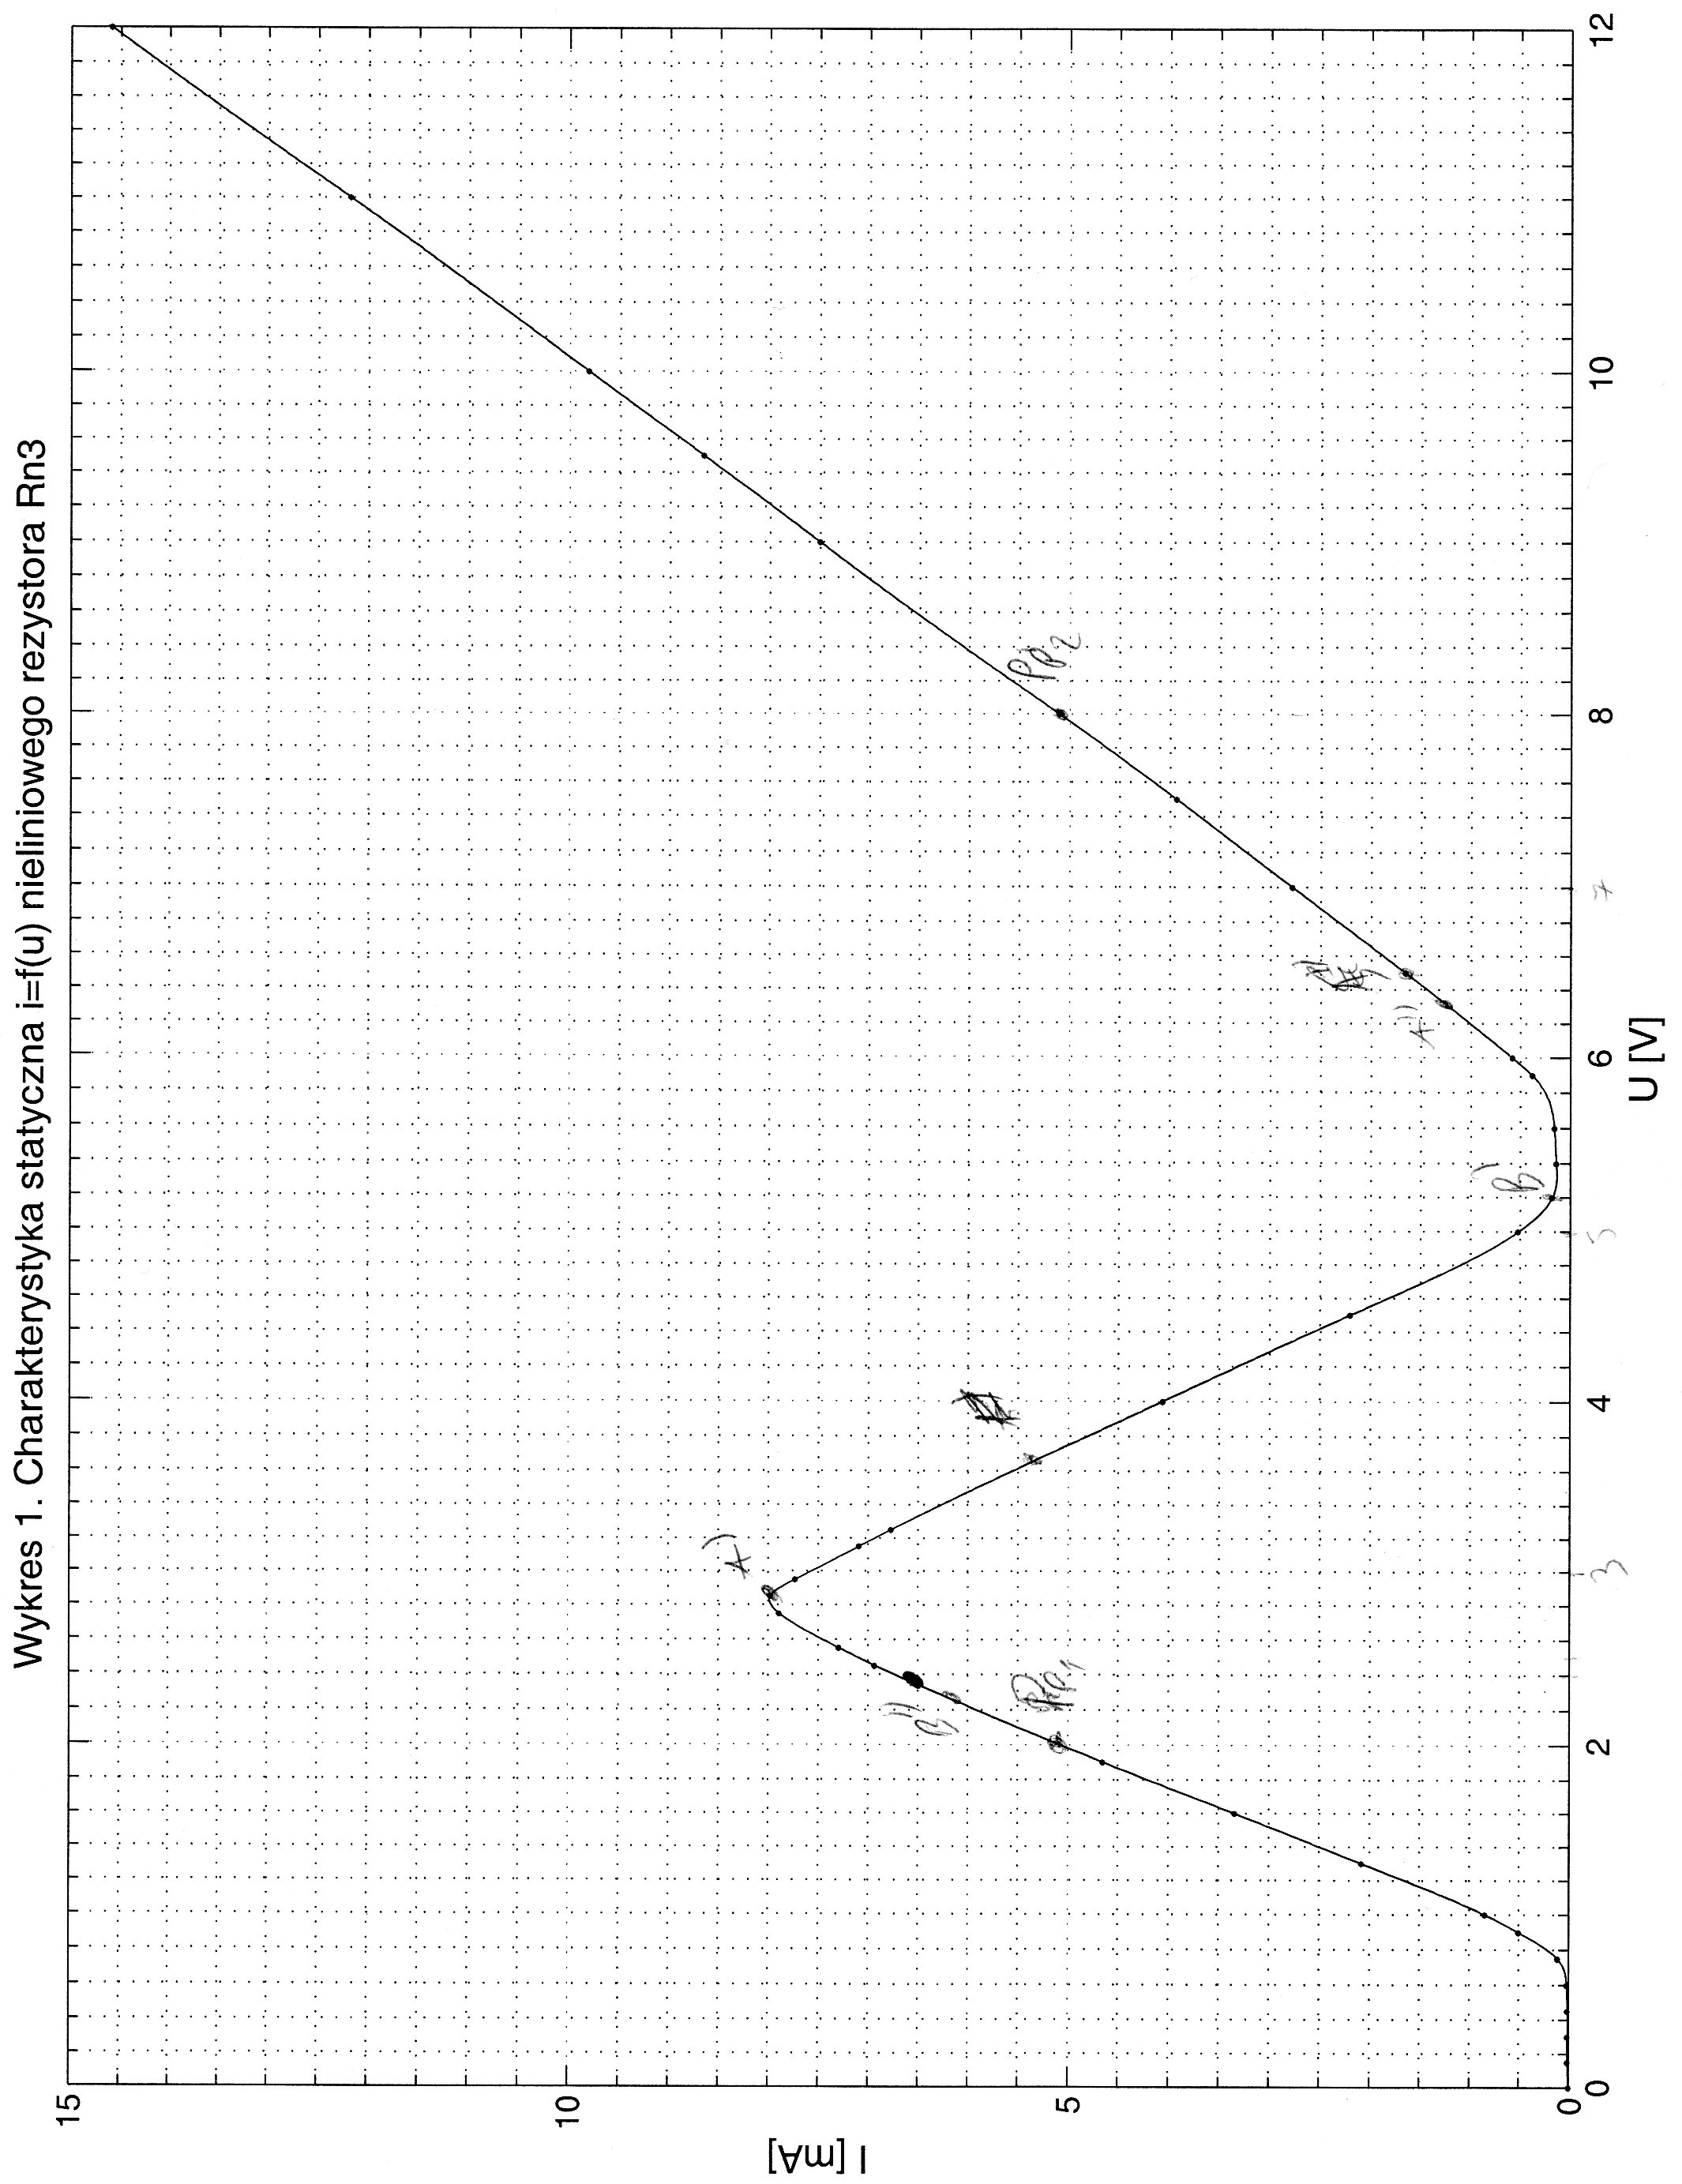 Wykres 1. Charakterystyka statyczna i=f(u) nieliniowego rezystora Rn3
15
10
I [mA]
A')
B'')
5
PP2
A'')
B')
0
0 2 3 4 5 6 7 8 10 12
U [V]